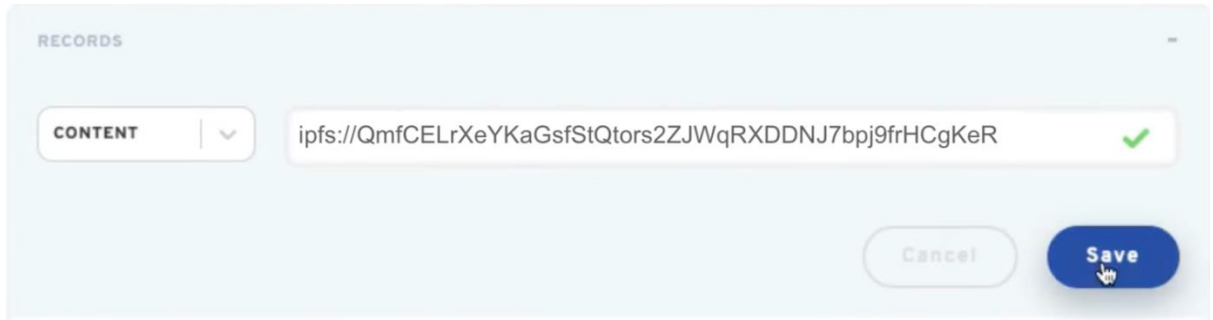 RECORDS
CONTENT ipfs://QmfCELrXeYKaGsfStQtors2ZJWqRXDDNJ7bpj9frHCgKeR
Cancel Save